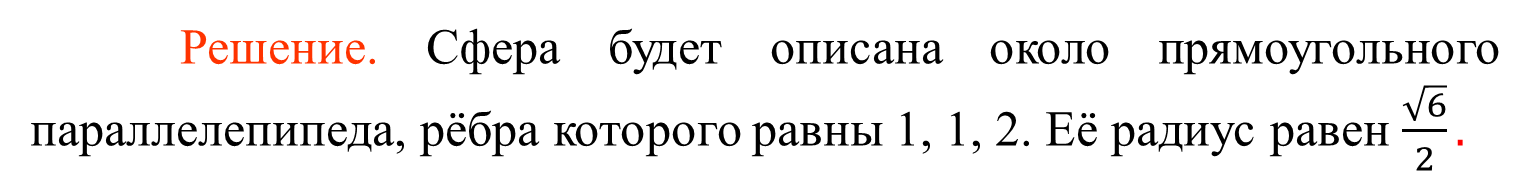 Решение. Сфера будет описана около прямоугольного
параллелепипеда, рёбра которого равны 1, 1, 2. Её радиус равен √6/2.